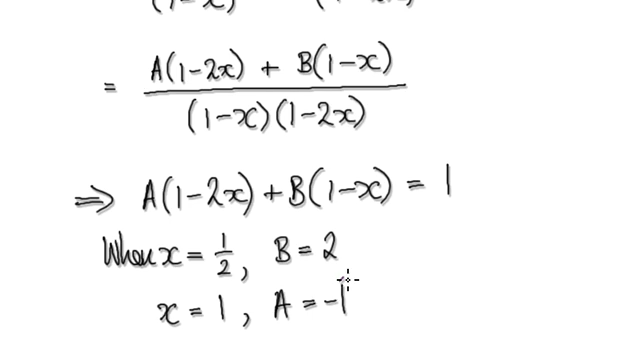 = A(1-2x) + B(1-x) / (1-x)(1-2x)
⇒ A(1-2x)+B(1-x) = 1
When x = 1/2, B = 2
x = 1, A = -1